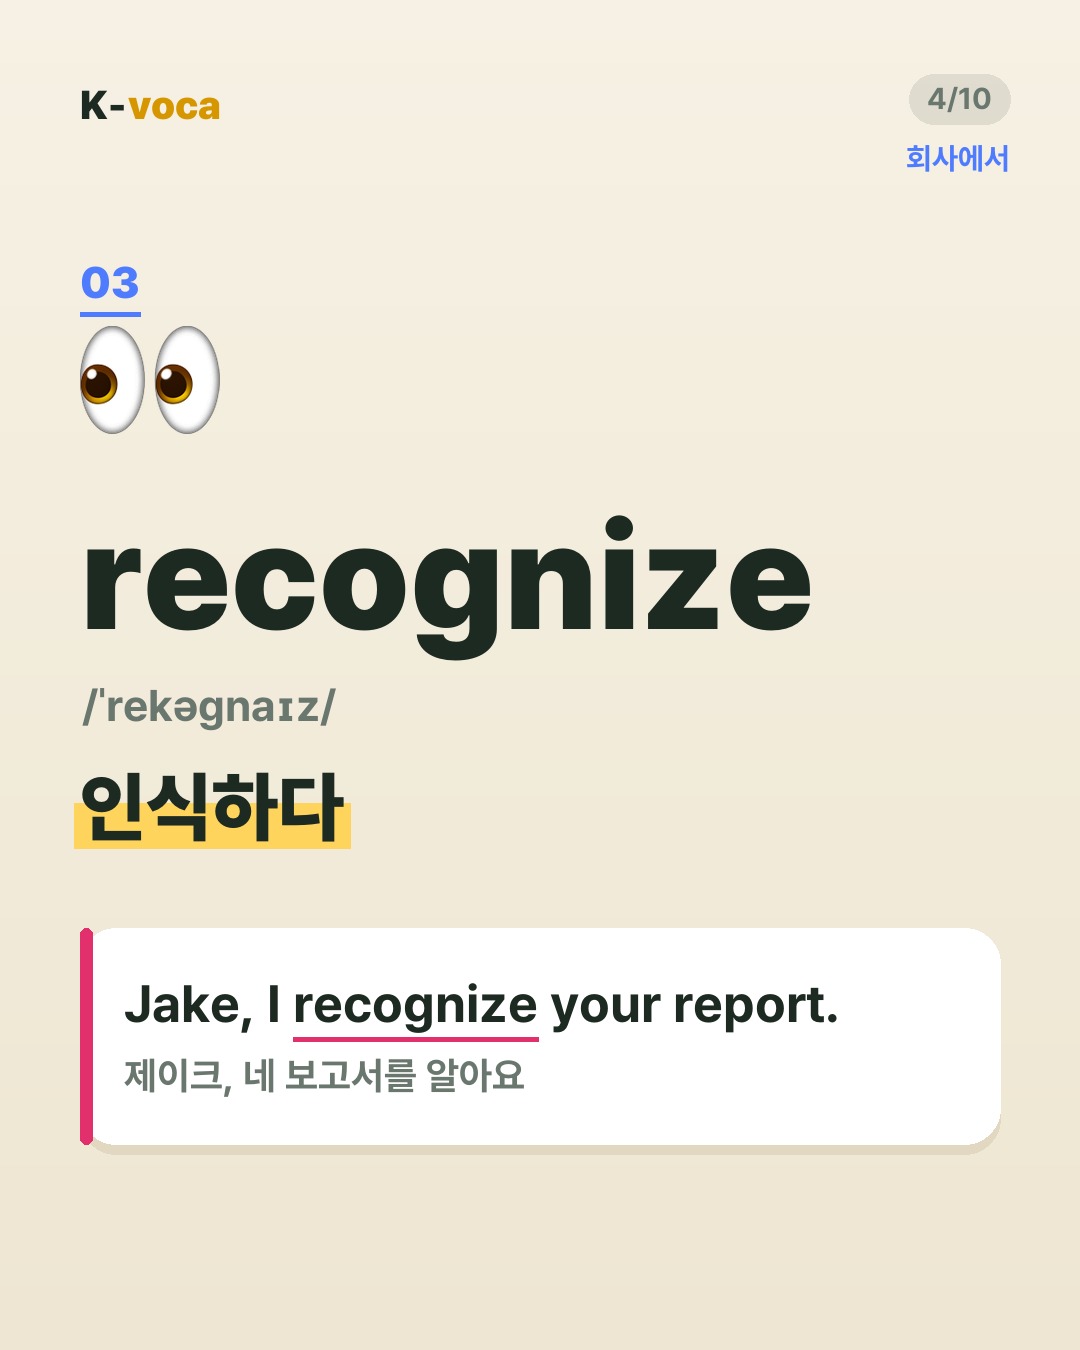 K-voca
4/10
회사에서
03
recognize
/ˈrekəgnaɪz/
인식하다
Jake, I recognize your report.
제이크, 네 보고서를 알아요